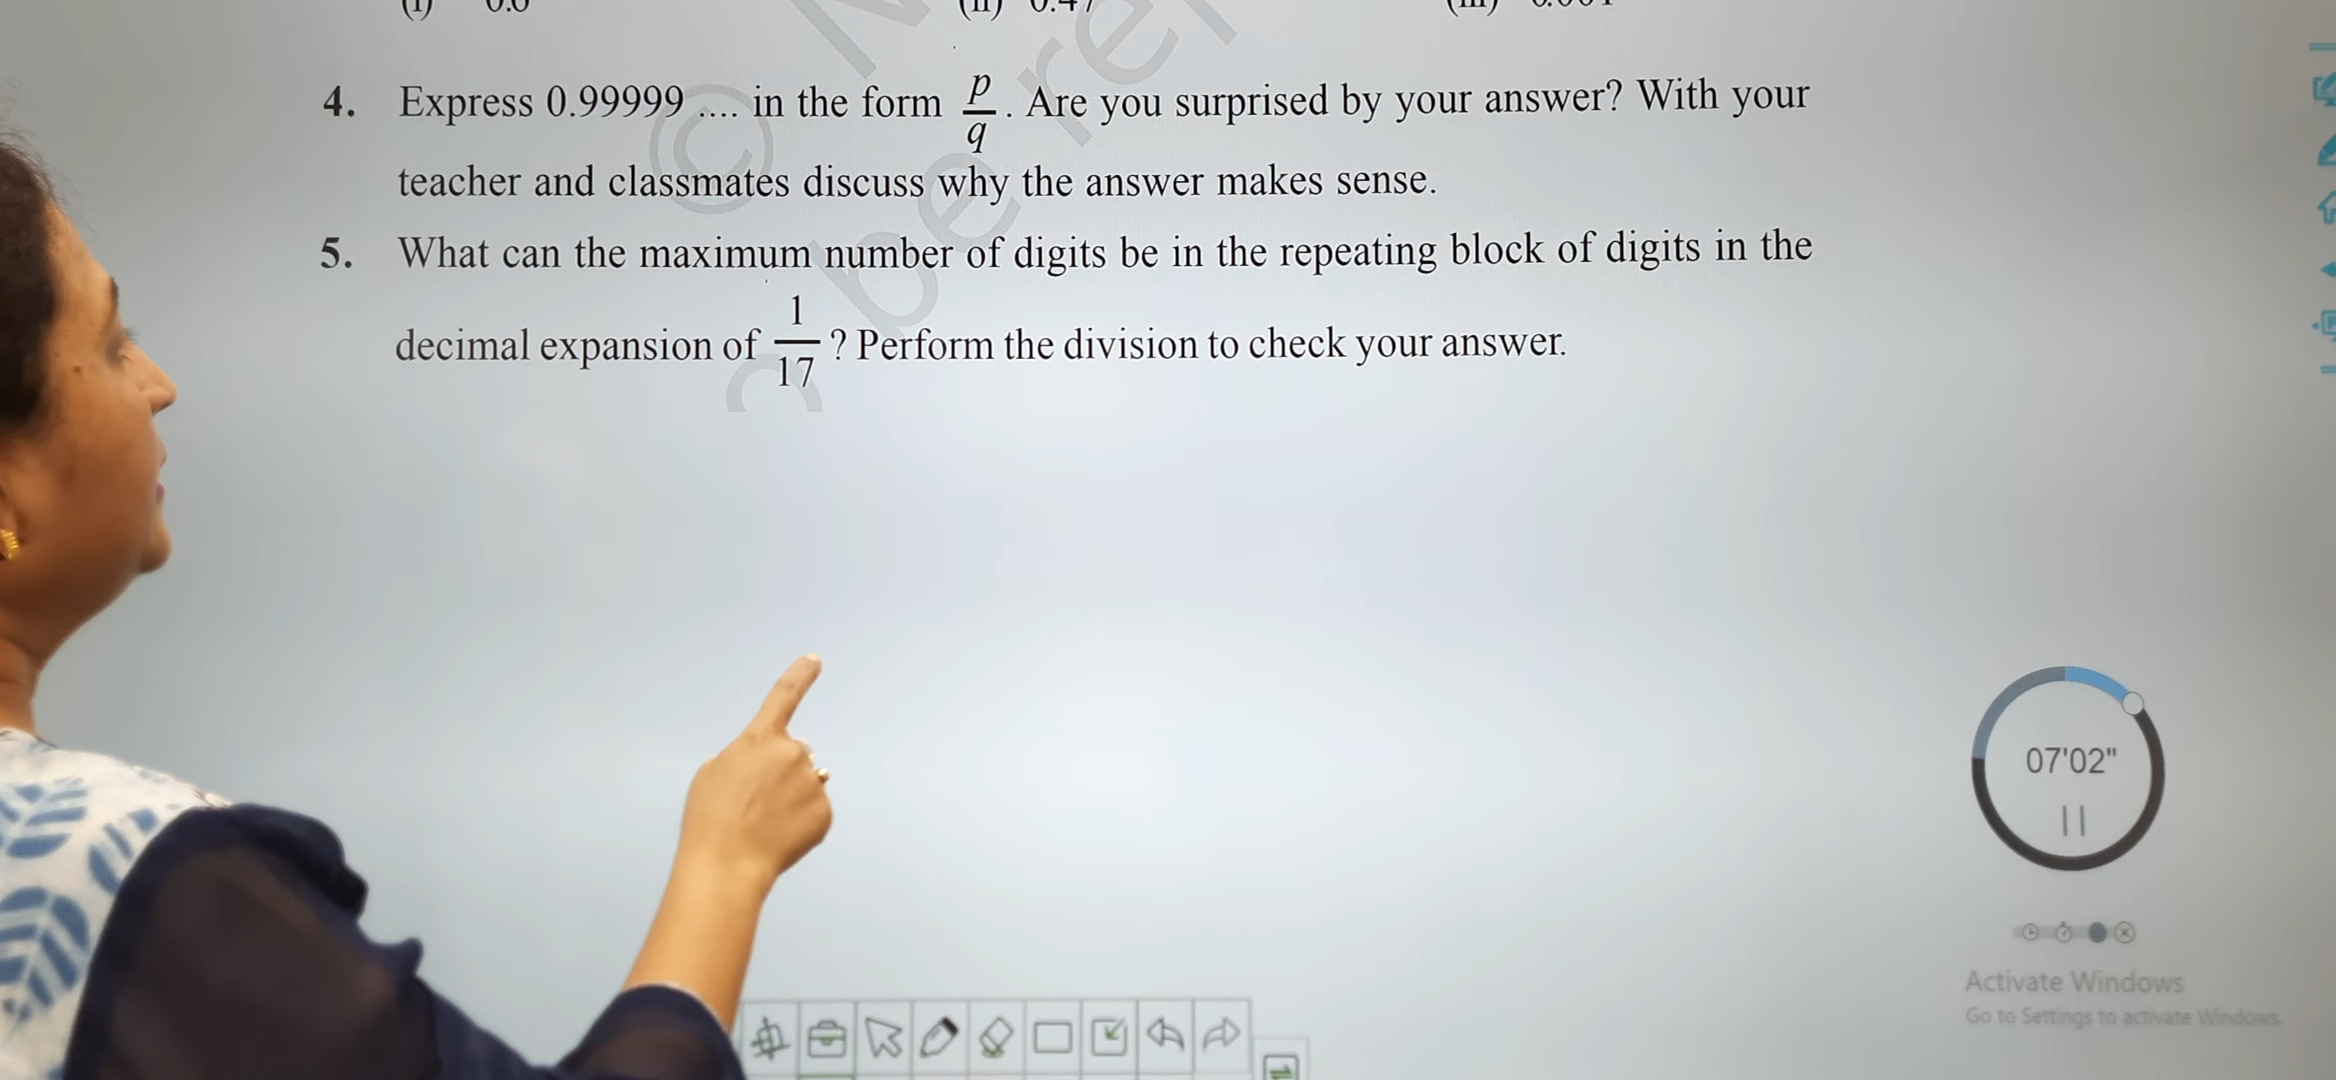 4. Express 0.99999 .... in the form p/q. Are you surprised by your answer? With your
teacher and classmates discuss why the answer makes sense.
5. What can the maximum number of digits be in the repeating block of digits in the
decimal expansion of 1/17? Perform the division to check your answer.
be re
07'02"
Activate Windows
Go to Settings to activate Windows.